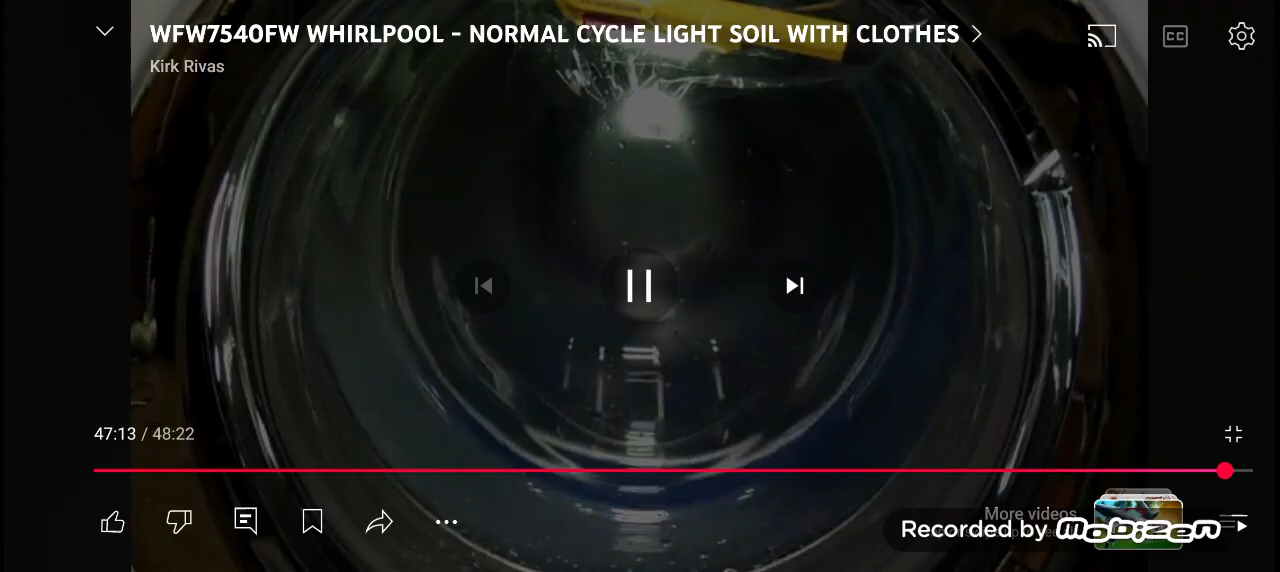 WFW7540FW WHIRLPOOL - NORMAL CYCLE LIGHT SOIL WITH CLOTHES
Kirk Rivas
CC
47:13 / 48:22
More videos
Recorded by mobizen